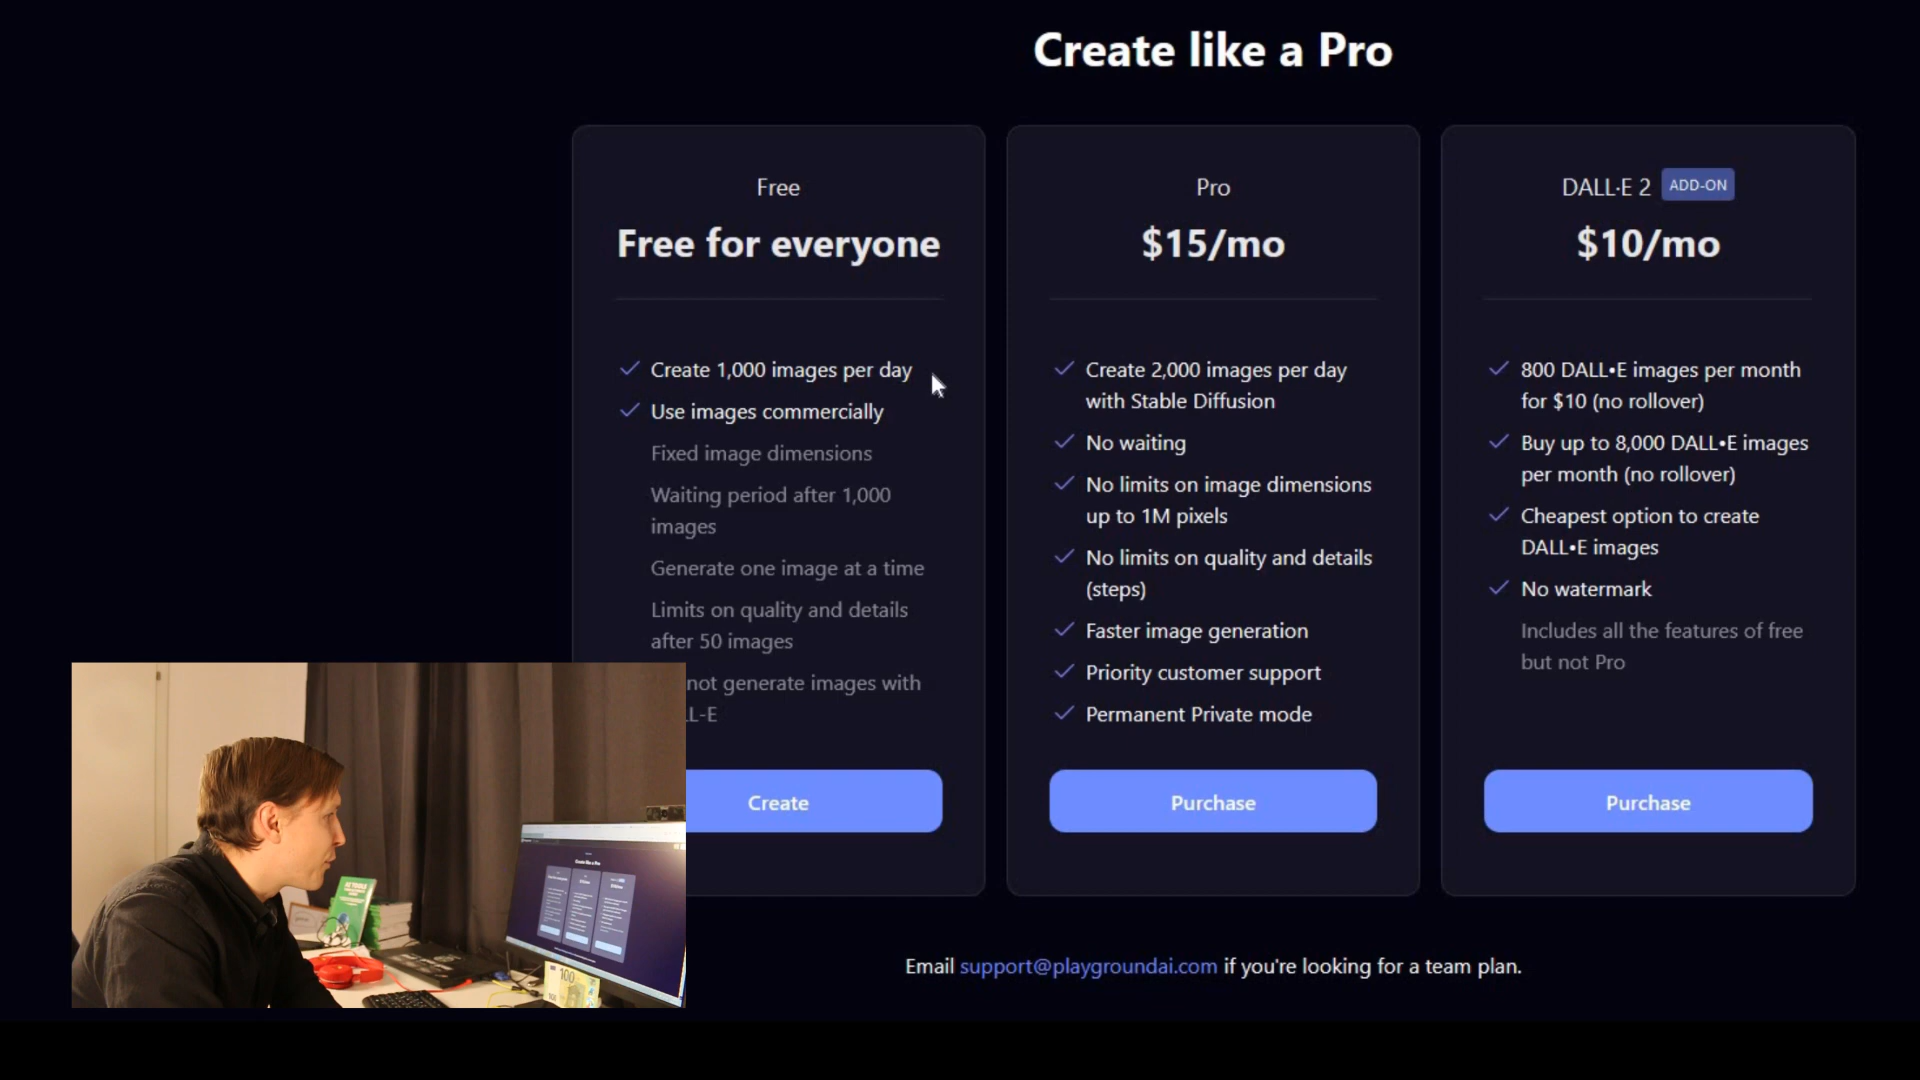 Create like a Pro
Free
Free for everyone
Create 1,000 images per day
Use images commercially
Fixed image dimensions
Waiting period after 1,000
images
Generate one image at a time
Limits on quality and details
after 50 images
not generate images with
L-E
Create
Pro
$15/mo
Create 2,000 images per day
with Stable Diffusion
No waiting
No limits on image dimensions
up to 1M pixels
No limits on quality and details
(steps)
Faster image generation
Priority customer support
Permanent Private mode
Purchase
DALL·E 2 ADD-ON
$10/mo
800 DALL•E images per month
for $10 (no rollover)
Buy up to 8,000 DALL•E images
per month (no rollover)
Cheapest option to create
DALL•E images
No watermark
Includes all the features of free
but not Pro
Purchase
Email support@playgroundai.com if you're looking for a team plan.
Create like a Pro
AI TOOLS
100